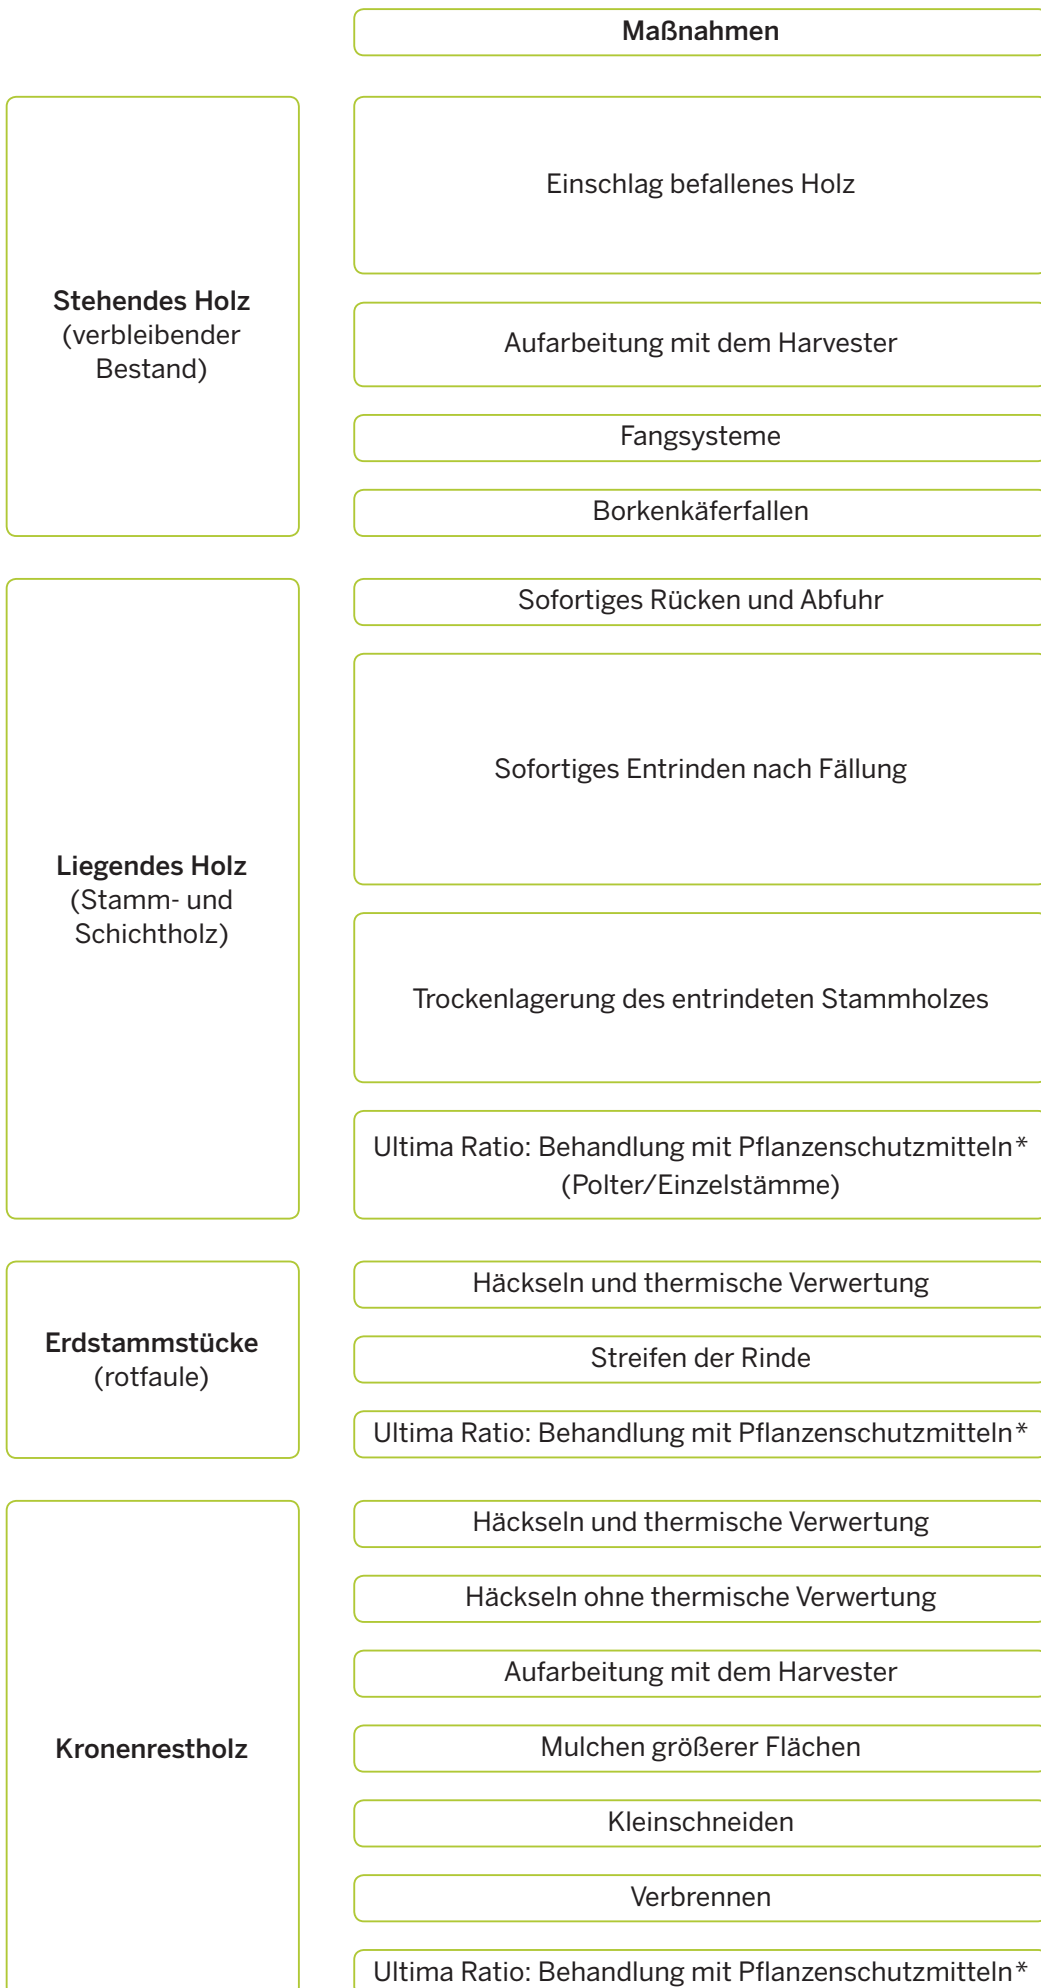 Maßnahmen
Stehendes Holz
(verbleibender
Bestand)
Einschlag befallenes Holz
Aufarbeitung mit dem Harvester
Fangsysteme
Borkenkäferfallen
Liegendes Holz
(Stamm- und
Schichtholz)
Sofortiges Rücken und Abfuhr
Sofortiges Entrinden nach Fällung
Trockenlagerung des entrindeten Stammholzes
Ultima Ratio: Behandlung mit Pflanzenschutzmitteln*
(Polter/Einzelstämme)
Erdstammstücke
(rotfaule)
Häckseln und thermische Verwertung
Streifen der Rinde
Ultima Ratio: Behandlung mit Pflanzenschutzmitteln*
Kronenrestholz
Häckseln und thermische Verwertung
Häckseln ohne thermische Verwertung
Aufarbeitung mit dem Harvester
Mulchen größerer Flächen
Kleinschneiden
Verbrennen
Ultima Ratio: Behandlung mit Pflanzenschutzmitteln*